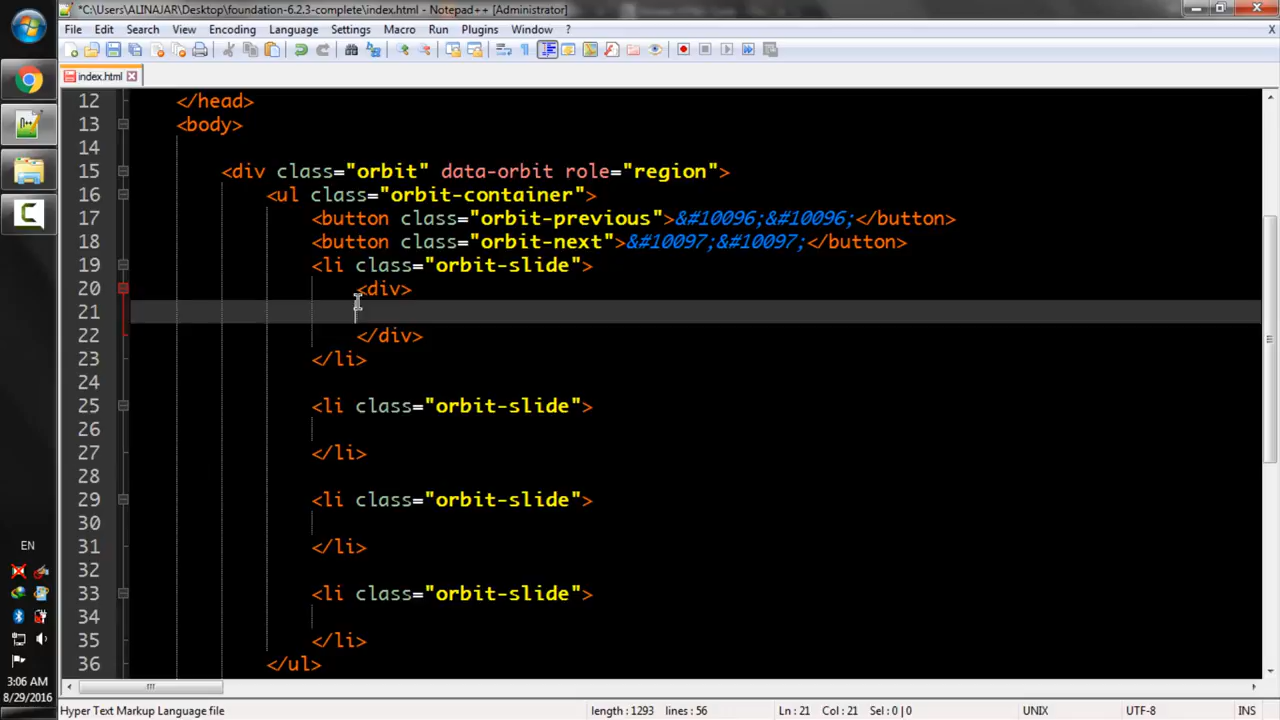 *C:\Users\ALINAJAR\Desktop\foundation-6.2.3-complete\index.html - Notepad++ [Administrator]
File Edit Search View Encoding Language Settings Macro Run Plugins Window ? X
index.html
12 </head>
13 <body>
14
15 <div class="orbit" data-orbit role="region">
16 <ul class="orbit-container">
17 <button class="orbit-previous">&#10096;&#10096;</button>
18 <button class="orbit-next">&#10097;&#10097;</button>
19 <li class="orbit-slide">
20 <div>
21
22 </div>
23 </li>
24
25 <li class="orbit-slide">
26
27 </li>
28
29 <li class="orbit-slide">
30
31 </li>
32
33 <li class="orbit-slide">
34
35 </li>
36 </ul>
EN
3:06 AM
8/29/2016
Hyper Text Markup Language file length : 1293 lines : 56 Ln : 21 Col : 21 Sel : 0 | 0 UNIX UTF-8 INS